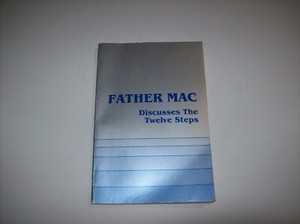 FATHER MAC
Discusses The
Twelve Steps